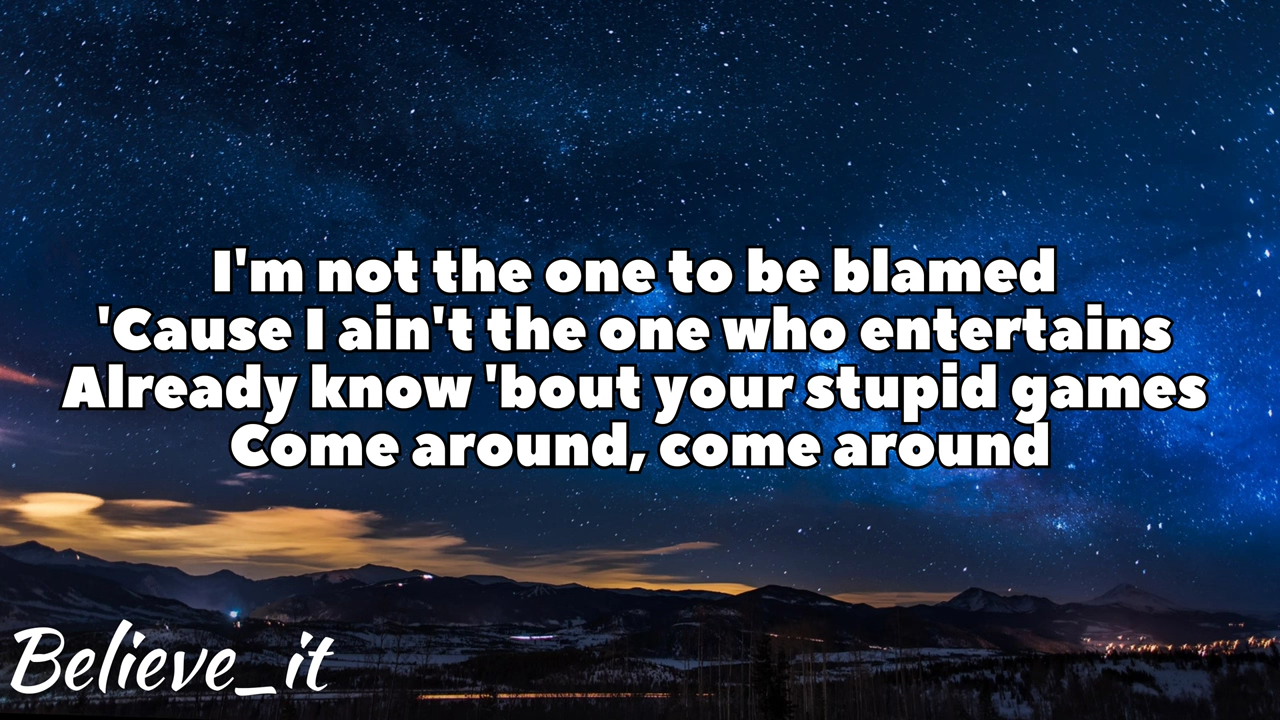 I'm not the one to be blamed
'Cause I ain't the one who entertains
Already know 'bout your stupid games
Come around, come around
Believe_it